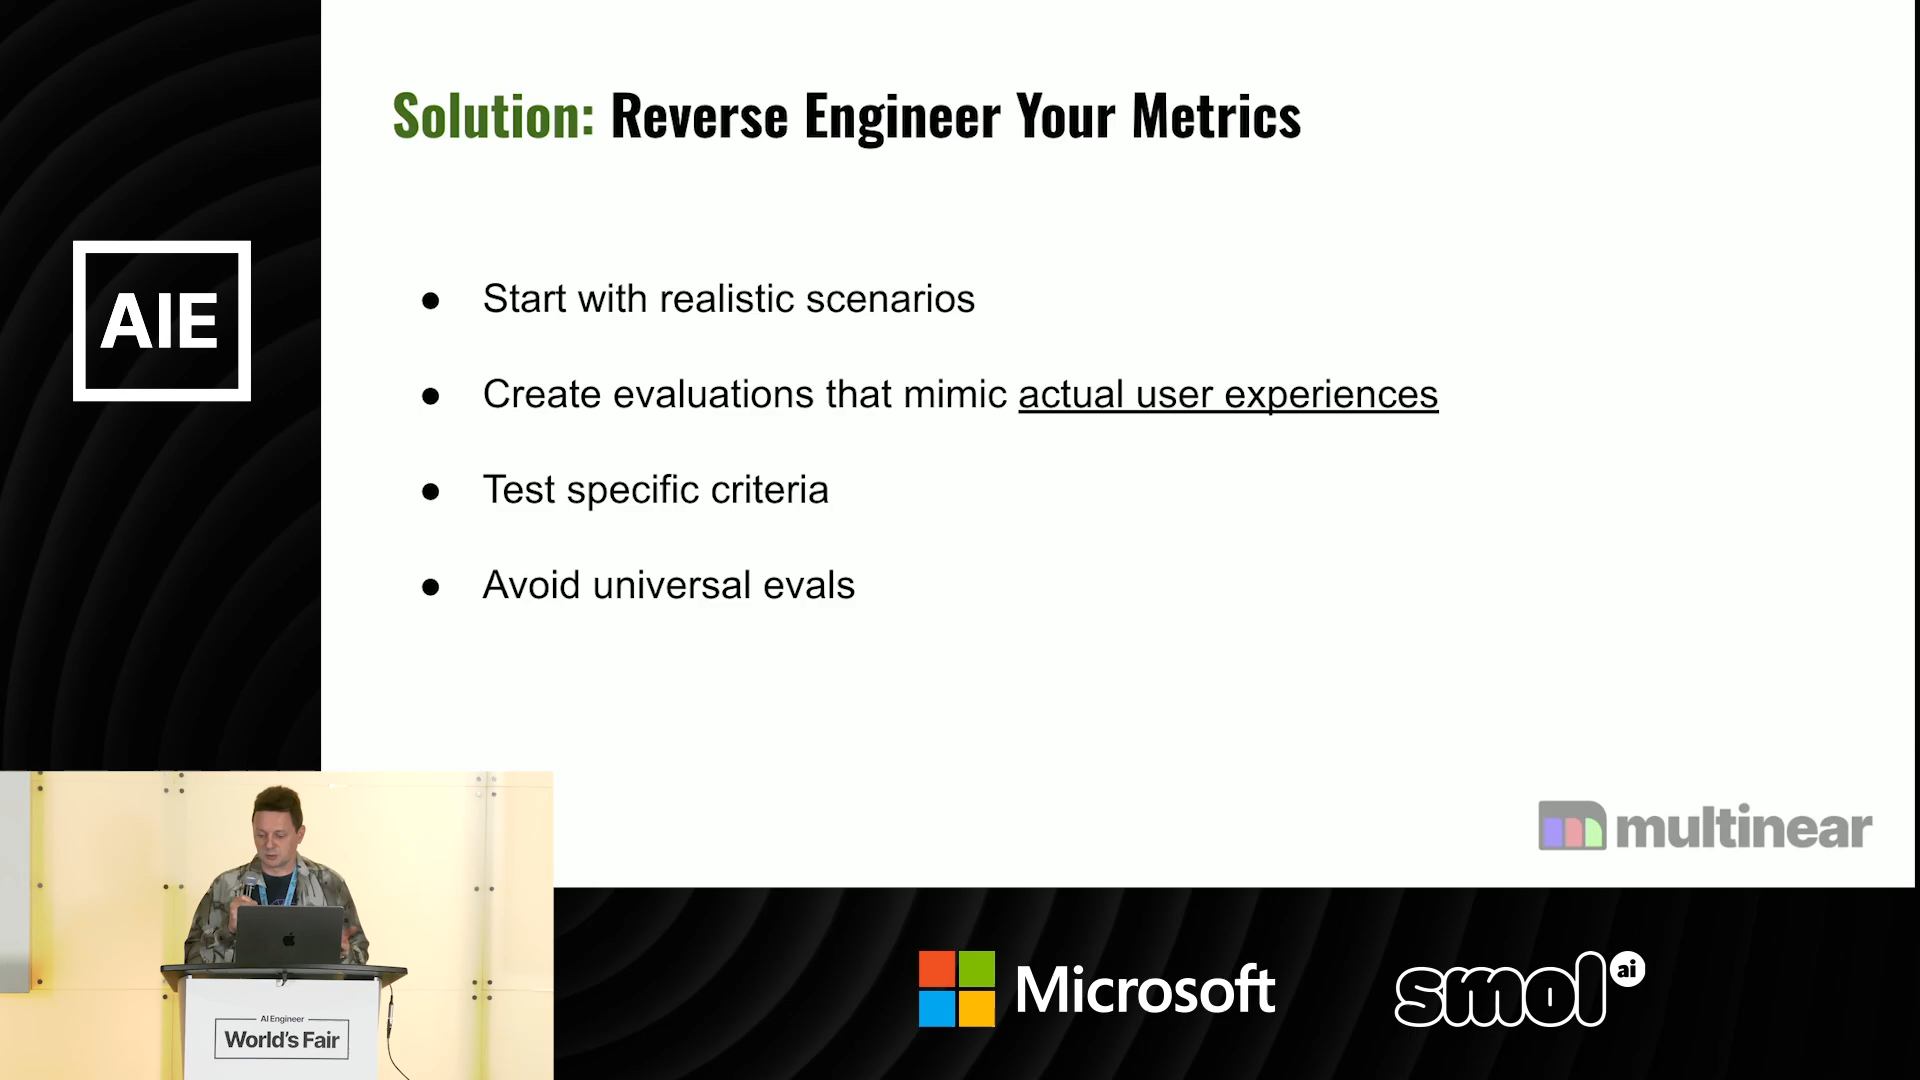 Solution: Reverse Engineer Your Metrics
AIE
● Start with realistic scenarios
● Create evaluations that mimic actual user experiences
● Test specific criteria
● Avoid universal evals
multinear
AI Engineer
World's Fair
Microsoft
smol ai